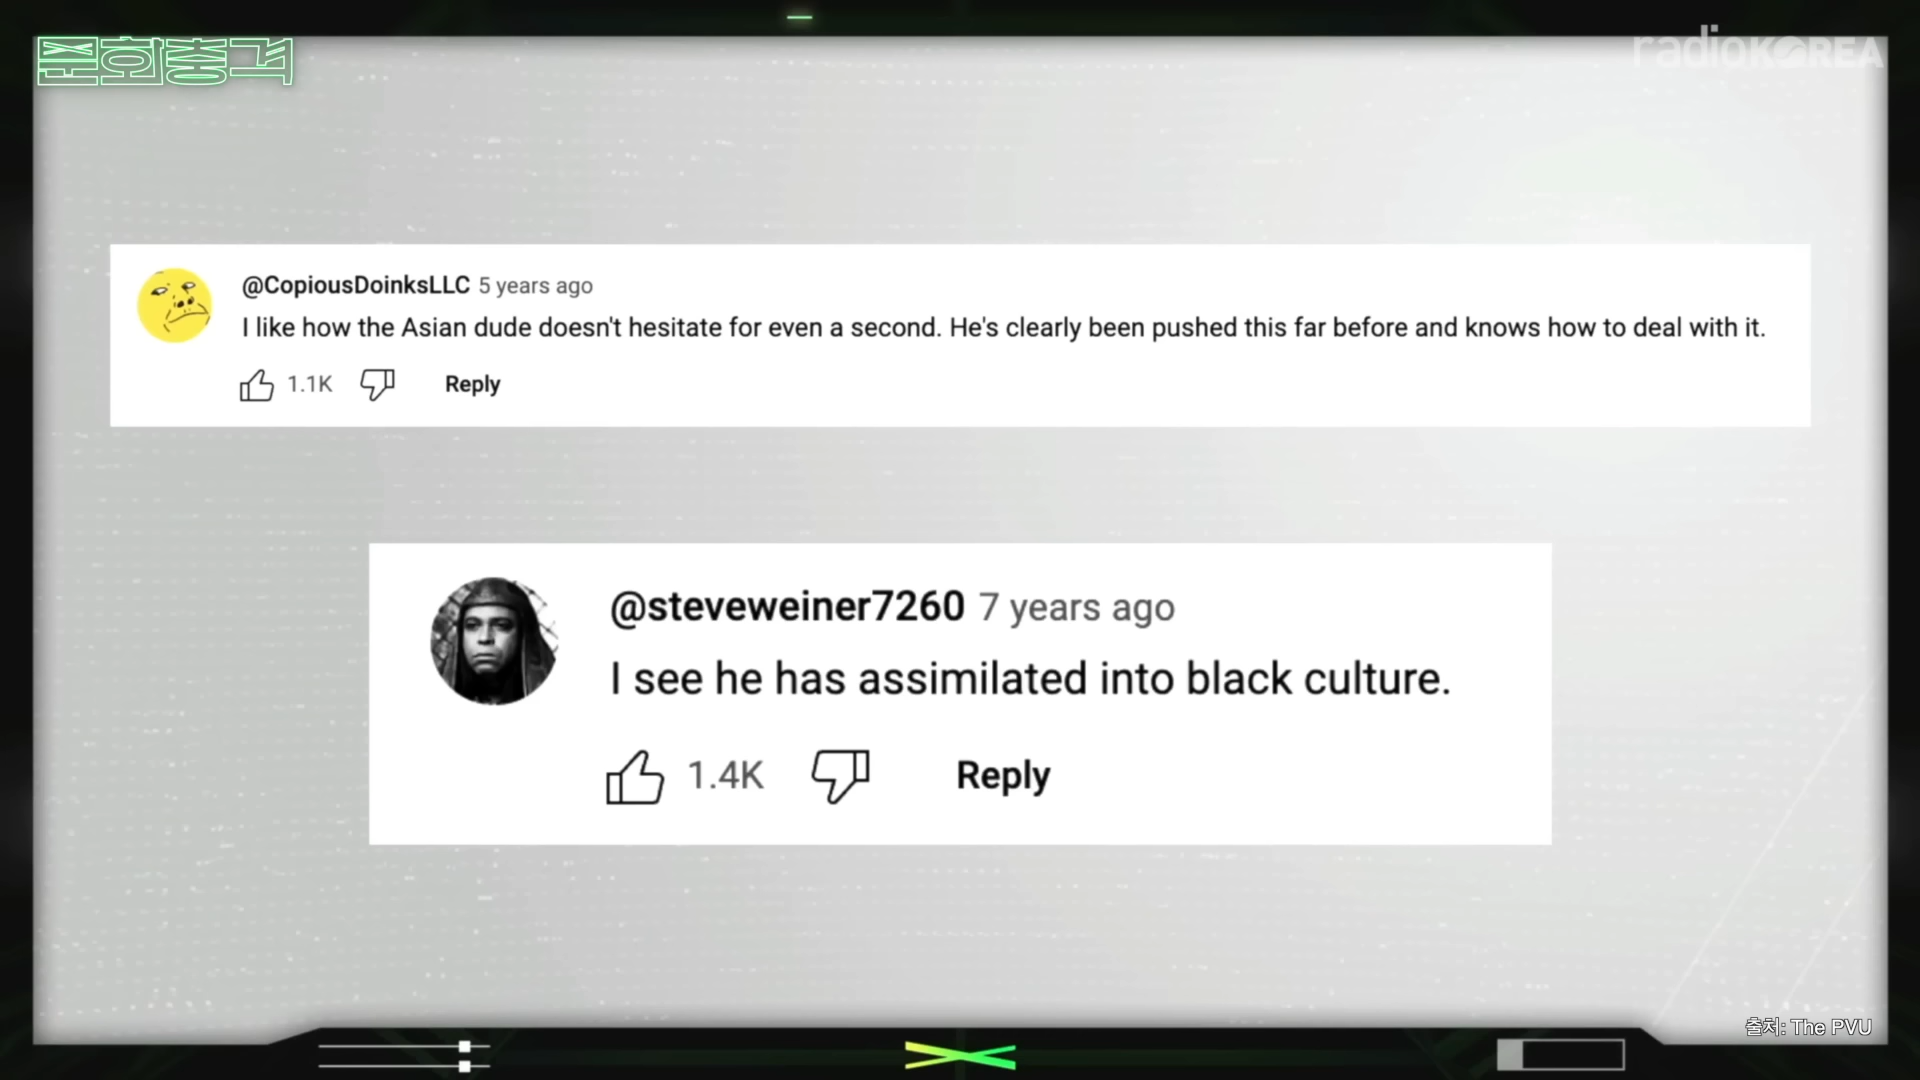 문화충격
radioKOREA
@CopiousDoinksLLC 5 years ago
I like how the Asian dude doesn't hesitate for even a second. He's clearly been pushed this far before and knows how to deal with it.
1.1K Reply
@steveweiner7260 7 years ago
I see he has assimilated into black culture.
1.4K Reply
출처: The PVU